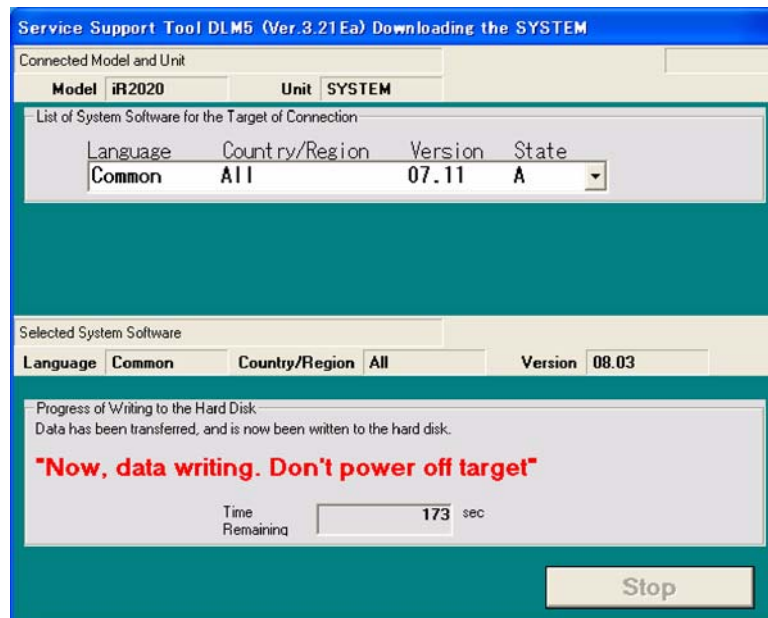 Service Support Tool DLM5 (Ver.3.21Ea) Downloading the SYSTEM
Connected Model and Unit
Model iR2020 Unit SYSTEM
List of System Software for the Target of Connection
Language Country/Region Version State
Common All 07.11 A
Selected System Software
Language Common Country/Region All Version 08.03
Progress of Writing to the Hard Disk
Data has been transferred, and is now been written to the hard disk.
"Now, data writing. Don't power off target"
Time Remaining 173 sec
Stop